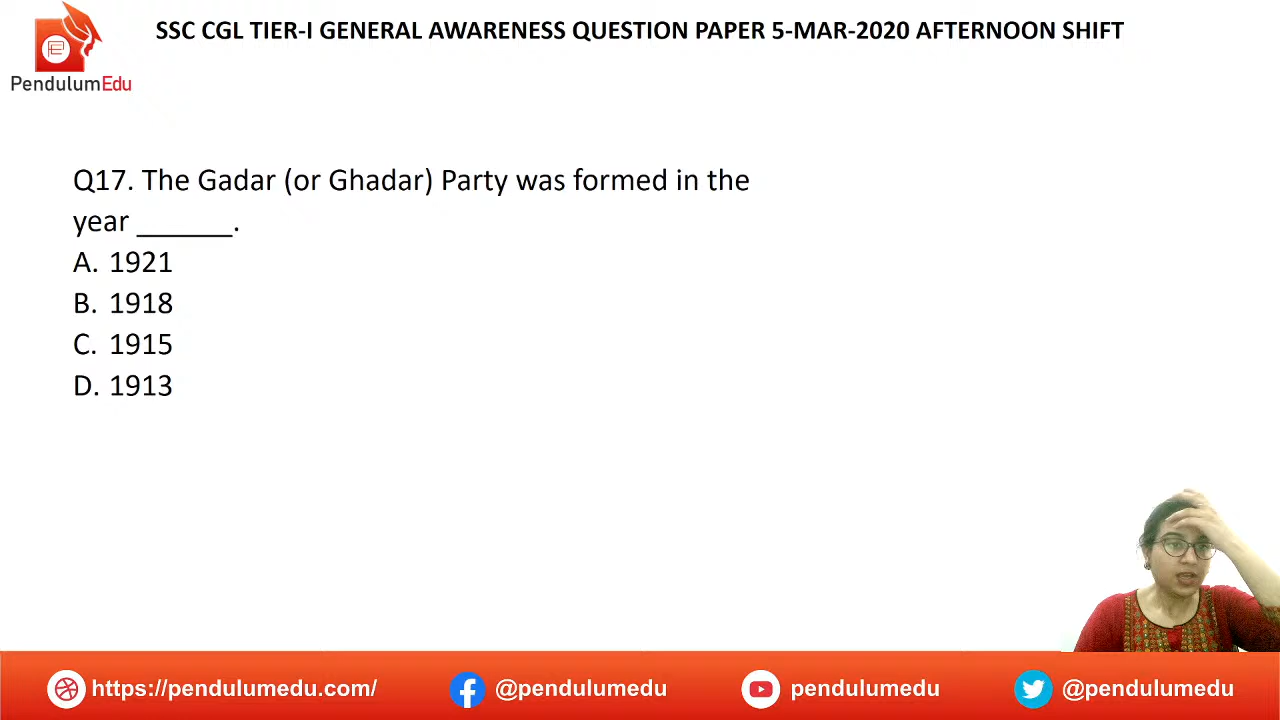 SSC CGL TIER-I GENERAL AWARENESS QUESTION PAPER 5-MAR-2020 AFTERNOON SHIFT
PendulumEdu
Q17. The Gadar (or Ghadar) Party was formed in the
year ______.
A. 1921
B. 1918
C. 1915
D. 1913
https://pendulumedu.com/ @pendulumedu pendulumedu @pendulumedu